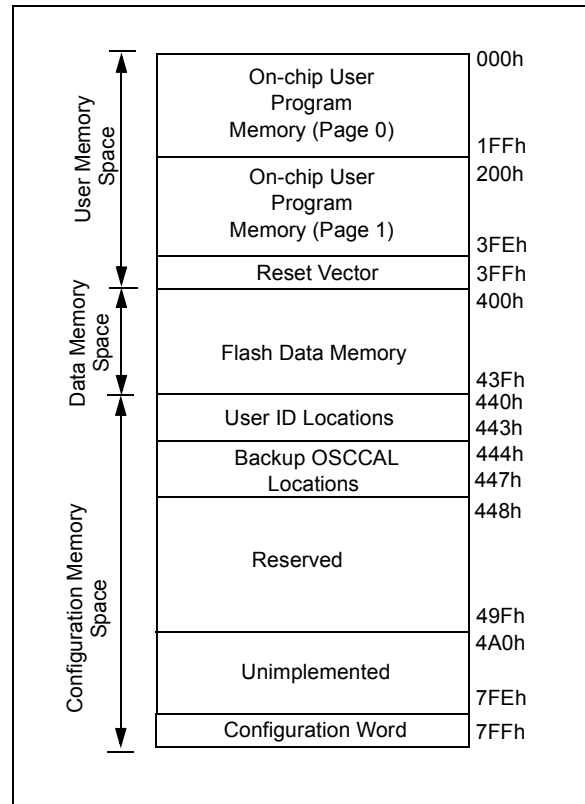 User Memory
Space
On-chip User
Program
Memory (Page 0)
000h
1FFh
On-chip User
Program
Memory (Page 1)
200h
3FEh
Reset Vector
3FFh
Data Memory
Space
Flash Data Memory
400h
43Fh
Configuration Memory
Space
User ID Locations
440h
443h
Backup OSCCAL
Locations
444h
447h
Reserved
448h
49Fh
Unimplemented
4A0h
7FEh
Configuration Word
7FFh